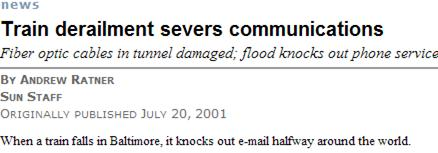 news
Train derailment severs communications
Fiber optic cables in tunnel damaged; flood knocks out phone service
BY ANDREW RATNER
SUN STAFF
ORIGINALLY PUBLISHED JULY 20, 2001
When a train falls in Baltimore, it knocks out e-mail halfway around the world.